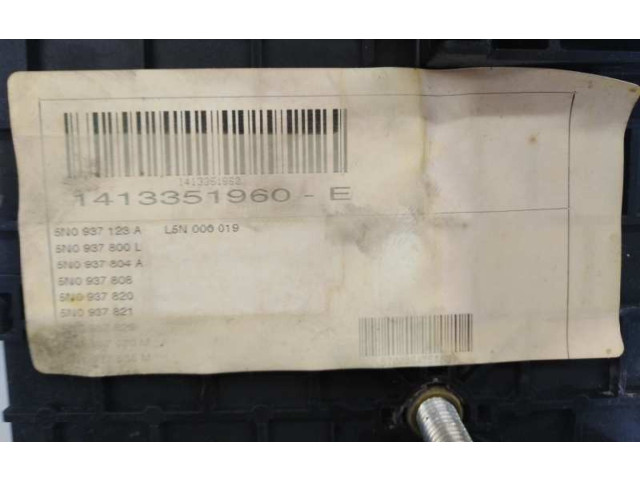 1413351960
1413351960 - E
5N0 937 123 A L5N 006 019
5N0 937 800 L
5N0 937 804 A
5N0 937 808
5N0 937 820
5N0 937 821